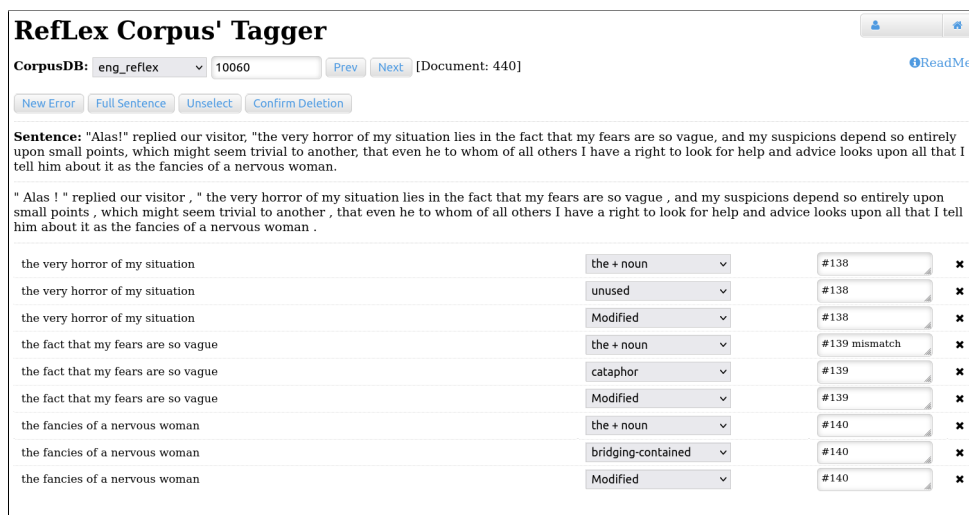 RefLex Corpus' Tagger
CorpusDB: eng_reflex 10060 Prev Next [Document: 440] ReadMe
New Error Full Sentence Unselect Confirm Deletion
Sentence: "Alas!" replied our visitor, "the very horror of my situation lies in the fact that my fears are so vague, and my suspicions depend so entirely
upon small points, which might seem trivial to another, that even he to whom of all others I have a right to look for help and advice looks upon all that I
tell him about it as the fancies of a nervous woman.
" Alas ! " replied our visitor , " the very horror of my situation lies in the fact that my fears are so vague , and my suspicions depend so entirely upon
small points , which might seem trivial to another , that even he to whom of all others I have a right to look for help and advice looks upon all that I tell
him about it as the fancies of a nervous woman .
the very horror of my situation the + noun #138
the very horror of my situation unused #138
the very horror of my situation Modified #138
the fact that my fears are so vague the + noun #139 mismatch
the fact that my fears are so vague cataphor #139
the fact that my fears are so vague Modified #139
the fancies of a nervous woman the + noun #140
the fancies of a nervous woman bridging-contained #140
the fancies of a nervous woman Modified #140